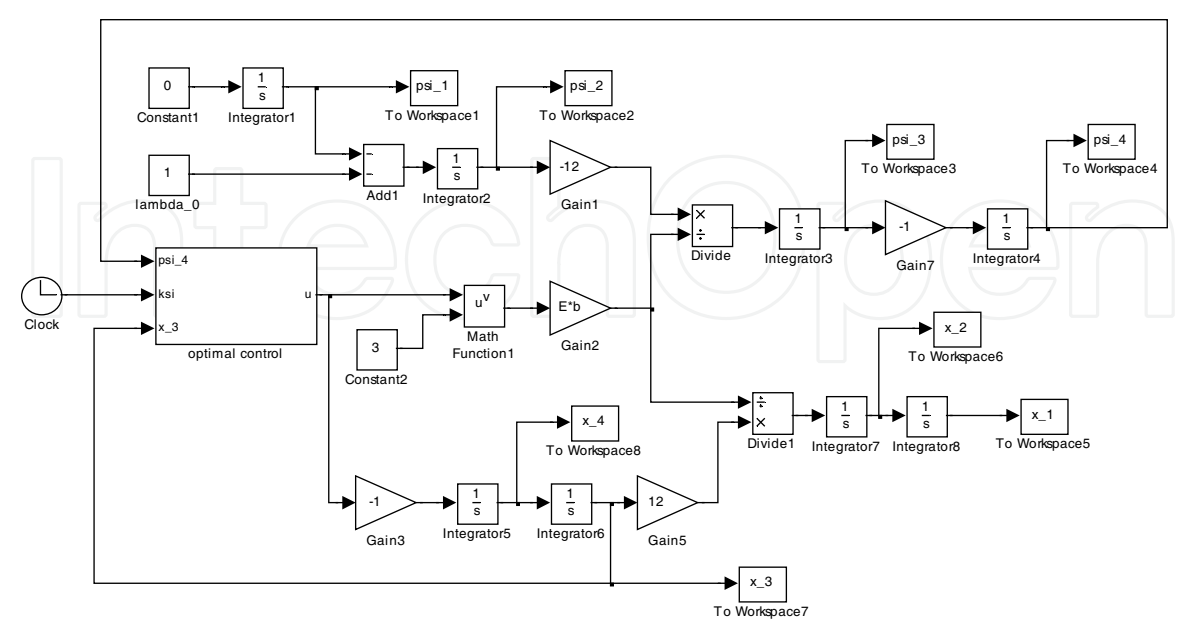 0
Constant1
1
s
Integrator1
psi_1
To Workspace1
psi_2
To Workspace2
1
lambda_0
Add1
1
s
Integrator2
-12
Gain1
psi_3
To Workspace3
psi_4
To Workspace4
×
÷
Divide
1
s
Integrator3
-1
Gain7
1
s
Integrator4
IntechOpen
Clock
psi_4
ksi
x_3
u
optimal control
u^v
Math
Function1
3
Constant2
E*b
Gain2
x_2
To Workspace6
÷
×
Divide1
1
s
Integrator7
1
s
Integrator8
x_1
To Workspace5
x_4
To Workspace8
-1
Gain3
1
s
Integrator5
1
s
Integrator6
12
Gain5
x_3
To Workspace7